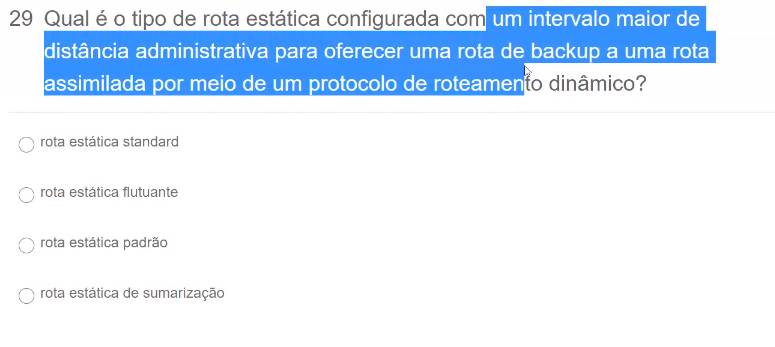 29 Qual é o tipo de rota estática configurada com um intervalo maior de
distância administrativa para oferecer uma rota de backup a uma rota
assimilada por meio de um protocolo de roteamento dinâmico?
rota estática standard
rota estática flutuante
rota estática padrão
rota estática de sumarização